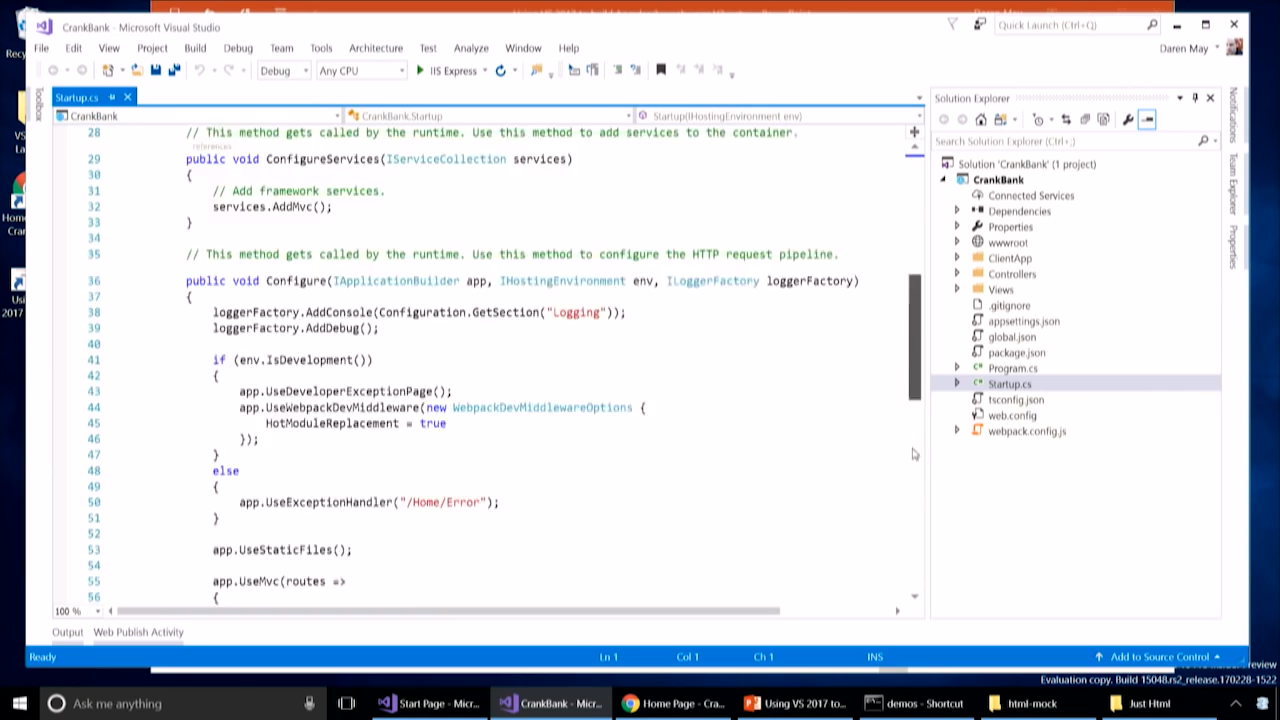 CrankBank - Microsoft Visual Studio
Quick Launch (Ctrl+Q)
File Edit View Project Build Debug Team Tools Architecture Test Analyze Window Help
Daren May
Debug Any CPU IIS Express
Toolbox
Startup.cs
CrankBank CrankBank.Startup Startup(IHostingEnvironment env)
28 // This method gets called by the runtime. Use this method to add services to the container.
references
29 public void ConfigureServices(IServiceCollection services)
30 {
31 // Add framework services.
32 services.AddMvc();
33 }
34
35 // This method gets called by the runtime. Use this method to configure the HTTP request pipeline.
36 public void Configure(IApplicationBuilder app, IHostingEnvironment env, ILoggerFactory loggerFactory)
37 {
38 loggerFactory.AddConsole(Configuration.GetSection("Logging"));
39 loggerFactory.AddDebug();
40
41 if (env.IsDevelopment())
42 {
43 app.UseDeveloperExceptionPage();
44 app.UseWebpackDevMiddleware(new WebpackDevMiddlewareOptions {
45 HotModuleReplacement = true
46 });
47 }
48 else
49 {
50 app.UseExceptionHandler("/Home/Error");
51 }
52
53 app.UseStaticFiles();
54
55 app.UseMvc(routes =>
56 {
100 %
Solution Explorer
Search Solution Explorer (Ctrl+;)
Solution 'CrankBank' (1 project)
CrankBank
Connected Services
Dependencies
Properties
wwwroot
ClientApp
Controllers
Views
.gitignore
appsettings.json
global.json
package.json
Program.cs
Startup.cs
tsconfig.json
web.config
webpack.config.js
Notifications
Team Explorer
Properties
Output Web Publish Activity
Ready Ln 1 Col 1 Ch 1 INS Add to Source Control
Evaluation copy. Build 15048.rs2_release.170228-1522
Ask me anything
Start Page - Mic...
CrankBank - Micr...
Home Page - Cra...
Using VS 2017 to...
demos - Shortcut
html-mock
Just Html